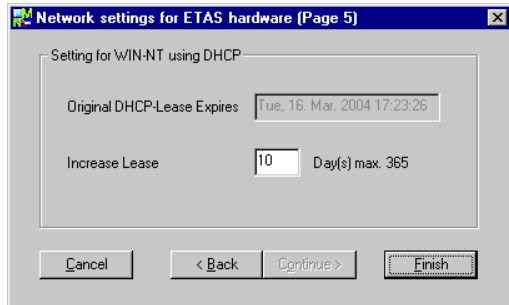 Network settings for ETAS hardware (Page 5)
Setting for WIN-NT using DHCP
Original DHCP-Lease Expires Tue, 16. Mar. 2004 17:23:26
Increase Lease 10 Day(s) max. 365
Cancel < Back Continue > Finish